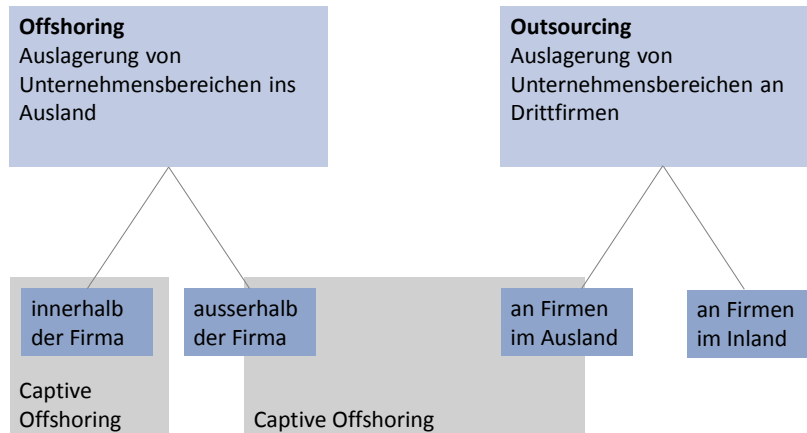 Offshoring
Auslagerung von
Unternehmensbereichen ins
Ausland
Outsourcing
Auslagerung von
Unternehmensbereichen an
Drittfirmen
innerhalb
der Firma
ausserhalb
der Firma
an Firmen
im Ausland
an Firmen
im Inland
Captive
Offshoring
Captive Offshoring